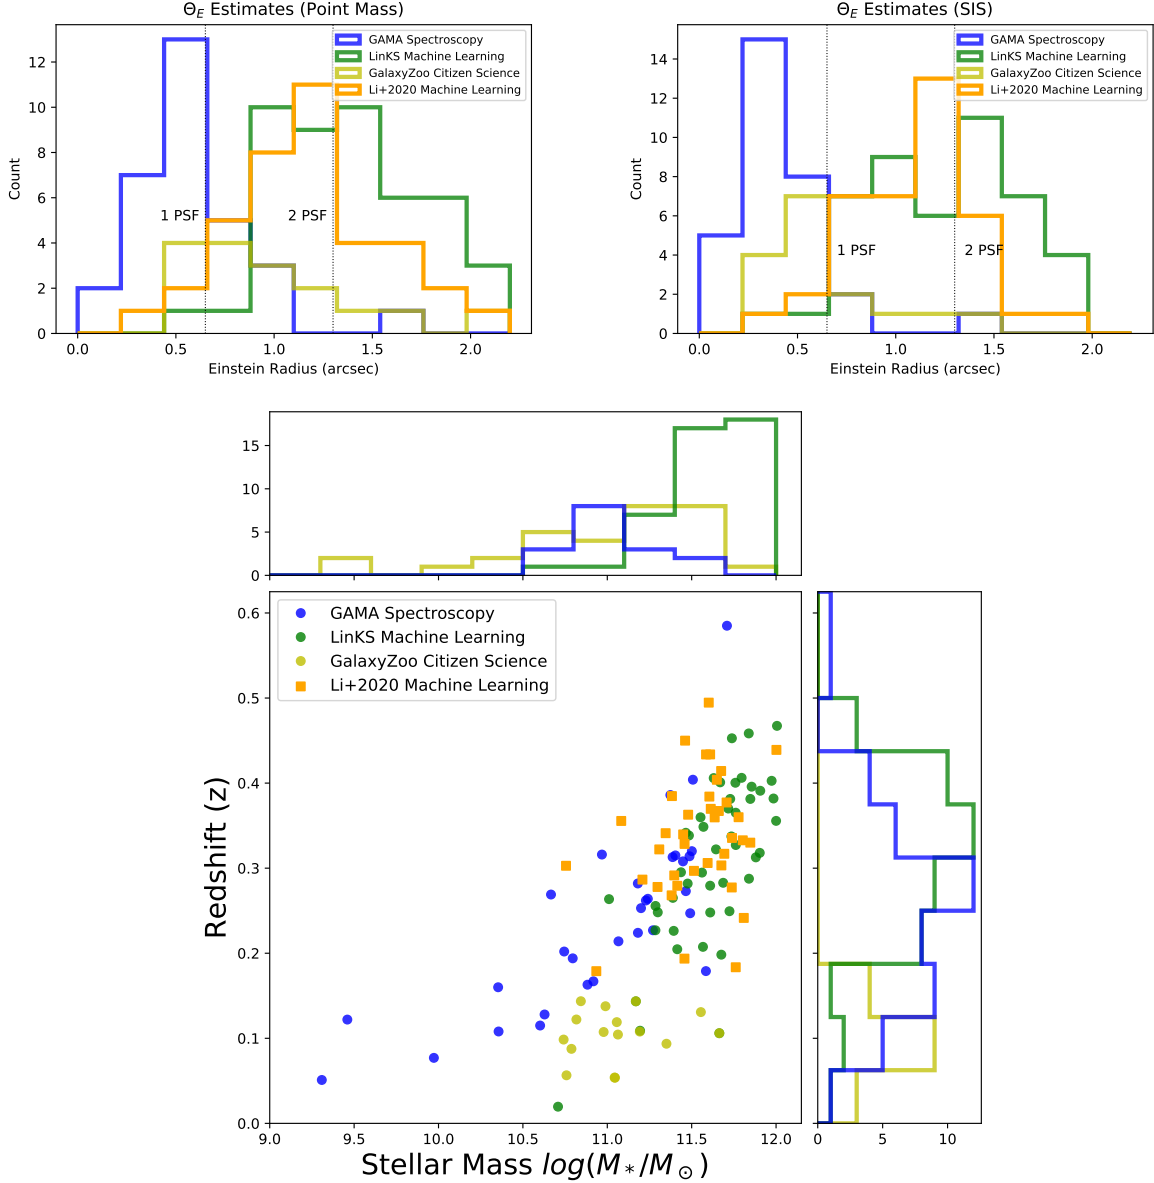 Θ_E Estimates (Point Mass)
GAMA Spectroscopy
LinKS Machine Learning
GalaxyZoo Citizen Science
Li+2020 Machine Learning
12
10
8
6
4
2
0
Count
1 PSF
2 PSF
0.0 0.5 1.0 1.5 2.0
Einstein Radius (arcsec)
Θ_E Estimates (SIS)
GAMA Spectroscopy
LinKS Machine Learning
GalaxyZoo Citizen Science
Li+2020 Machine Learning
14
12
10
8
6
4
2
0
Count
1 PSF
2 PSF
0.0 0.5 1.0 1.5 2.0
Einstein Radius (arcsec)
15
10
5
0
GAMA Spectroscopy
LinKS Machine Learning
GalaxyZoo Citizen Science
Li+2020 Machine Learning
0.6
0.5
0.4
0.3
0.2
0.1
0.0
Redshift (z)
9.0 9.5 10.0 10.5 11.0 11.5 12.0
Stellar Mass log(M_*/M_⊙)
0 5 10